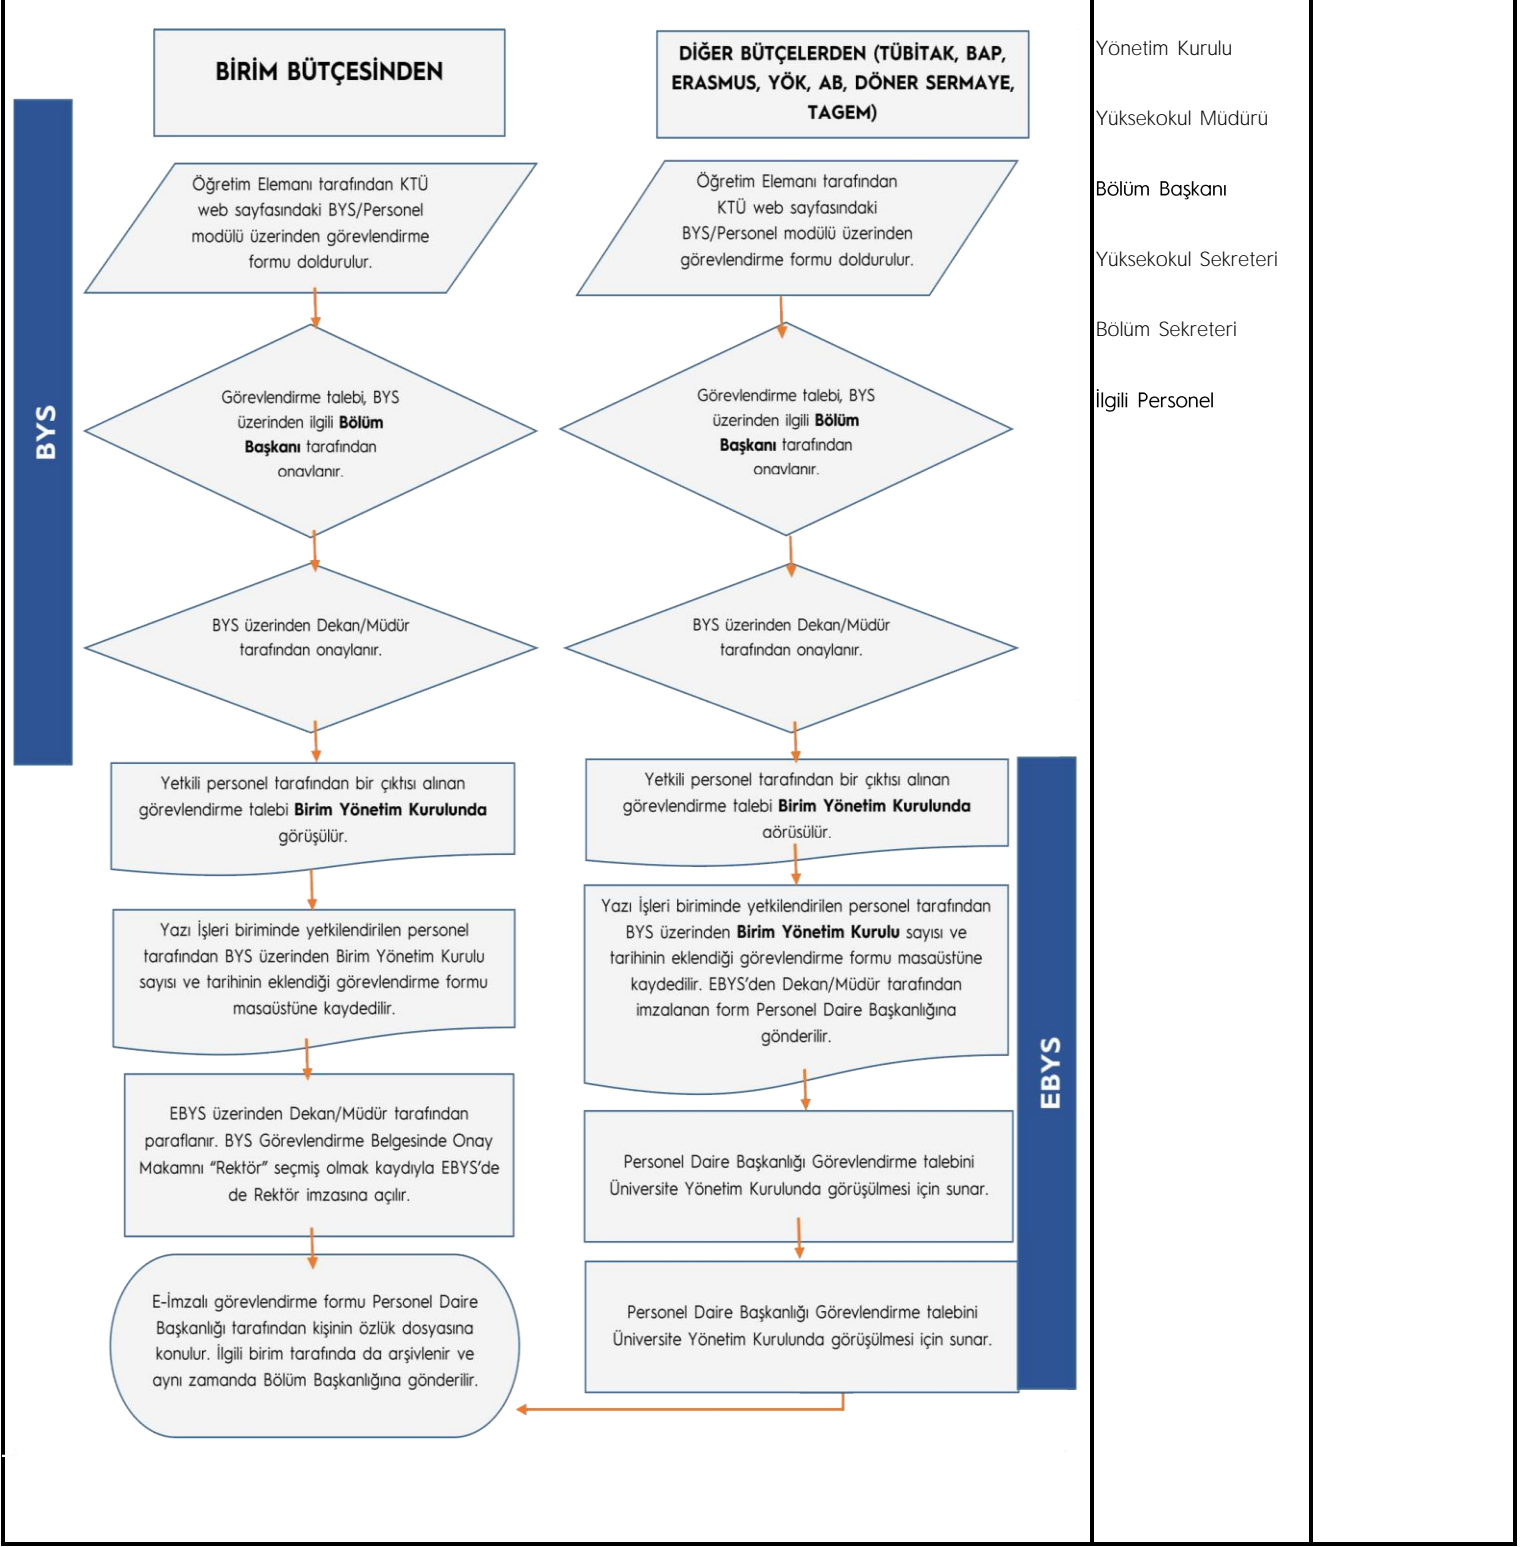 BİRİM BÜTÇESİNDEN
BYS
Öğretim Elemanı tarafından KTÜ
web sayfasındaki BYS/Personel
modülü üzerinden görevlendirme
formu doldurulur.
Görevlendirme talebi, BYS
üzerinden ilgili Bölüm
Başkanı tarafından
onaylanır.
BYS üzerinden Dekan/Müdür
tarafından onaylanır.
Yetkili personel tarafından bir çıktısı alınan
görevlendirme talebi Birim Yönetim Kurulunda
görüşülür.
Yazı İşleri biriminde yetkilendirilen personel
tarafından BYS üzerinden Birim Yönetim Kurulu
sayısı ve tarihinin eklendiği görevlendirme formu
masaüstüne kaydedilir.
EBYS üzerinden Dekan/Müdür tarafından
paraflanır. BYS Görevlendirme Belgesinde Onay
Makamnı “Rektör” seçmiş olmak kaydıyla EBYS’de
de Rektör imzasına açılır.
E-İmzalı görevlendirme formu Personel Daire
Başkanlığı tarafından kişinin özlük dosyasına
konulur. İlgili birim tarafında da arşivlenir ve
aynı zamanda Bölüm Başkanlığına gönderilir.
DİĞER BÜTÇELERDEN (TÜBİTAK, BAP,
ERASMUS, YÖK, AB, DÖNER SERMAYE,
TAGEM)
Öğretim Elemanı tarafından
KTÜ web sayfasındaki
BYS/Personel modülü üzerinden
görevlendirme formu doldurulur.
Görevlendirme talebi, BYS
üzerinden ilgili Bölüm
Başkanı tarafından
onaylanır.
BYS üzerinden Dekan/Müdür
tarafından onaylanır.
Yetkili personel tarafından bir çıktısı alınan
görevlendirme talebi Birim Yönetim Kurulunda
görüşülür.
Yazı İşleri biriminde yetkilendirilen personel tarafından
BYS üzerinden Birim Yönetim Kurulu sayısı ve
tarihinin eklendiği görevlendirme formu masaüstüne
kaydedilir. EBYS’den Dekan/Müdür tarafından
imzalanan form Personel Daire Başkanlığına
gönderilir.
Personel Daire Başkanlığı Görevlendirme talebini
Üniversite Yönetim Kurulunda görüşülmesi için sunar.
Personel Daire Başkanlığı Görevlendirme talebini
Üniversite Yönetim Kurulunda görüşülmesi için sunar.
EBYS
Yönetim Kurulu
Yüksekokul Müdürü
Bölüm Başkanı
Yüksekokul Sekreteri
Bölüm Sekreteri
İlgili Personel